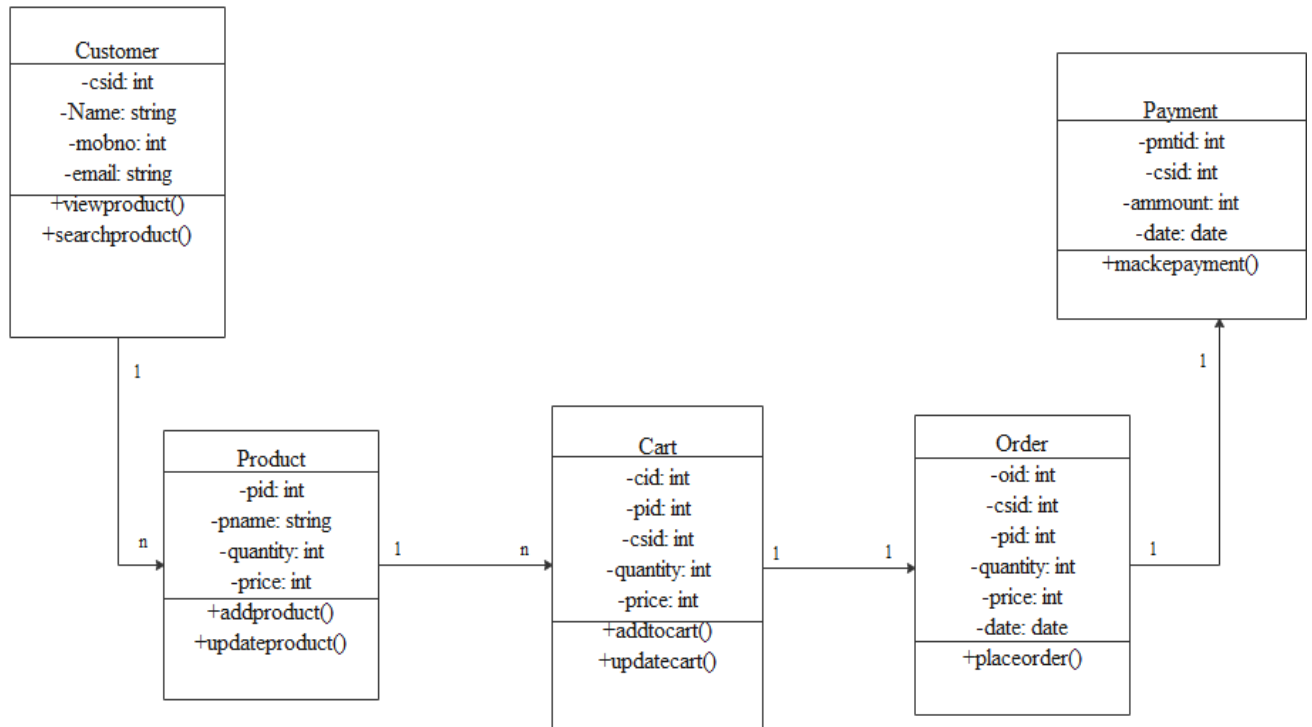 Customer
-csid: int
-Name: string
-mobno: int
-email: string
+viewproduct()
+searchproduct()
1
n
Product
-pid: int
-pname: string
-quantity: int
-price: int
+addproduct()
+updateproduct()
1
n
Cart
-cid: int
-pid: int
-csid: int
-quantity: int
-price: int
+addtocart()
+updatecart()
1
1
Order
-oid: int
-csid: int
-pid: int
-quantity: int
-price: int
-date: date
+placeorder()
1
1
Payment
-pmtid: int
-csid: int
-ammount: int
-date: date
+mackepayment()